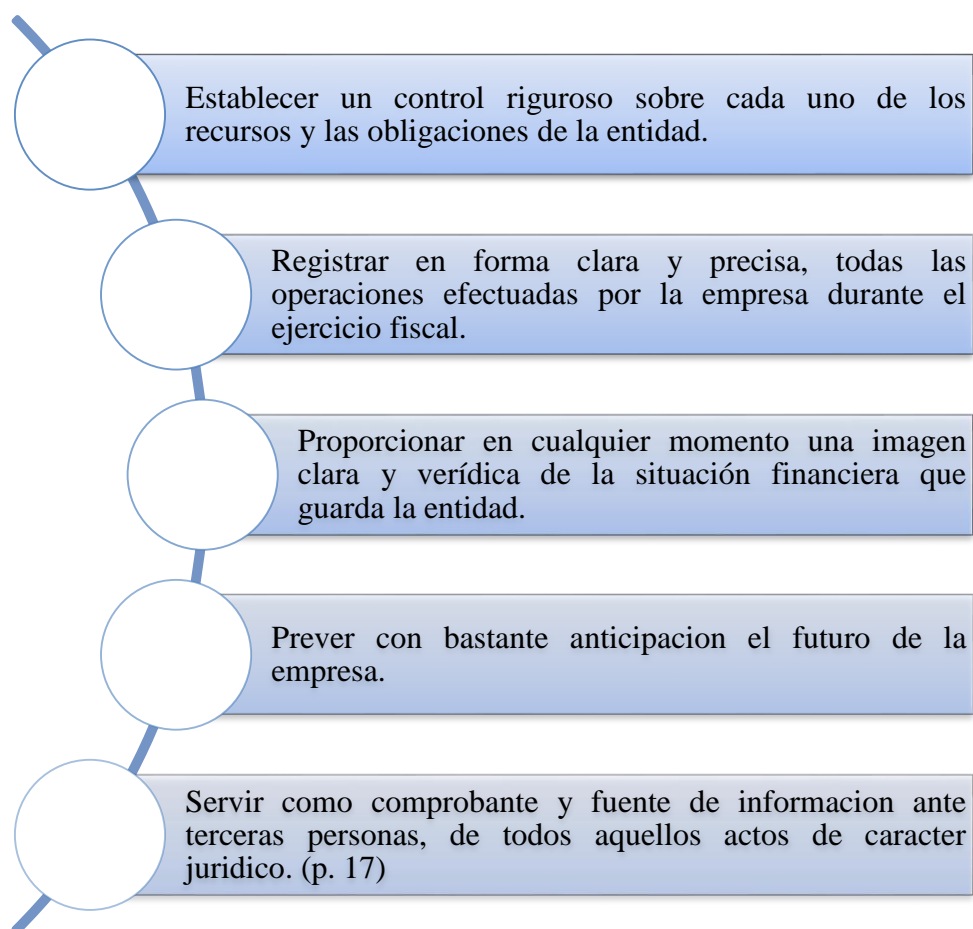 Establecer un control riguroso sobre cada uno de los
recursos y las obligaciones de la entidad.
Registrar en forma clara y precisa, todas las
operaciones efectuadas por la empresa durante el
ejercicio fiscal.
Proporcionar en cualquier momento una imagen
clara y verídica de la situación financiera que
guarda la entidad.
Prever con bastante anticipacion el futuro de la
empresa.
Servir como comprobante y fuente de informacion ante
terceras personas, de todos aquellos actos de caracter
juridico. (p. 17)